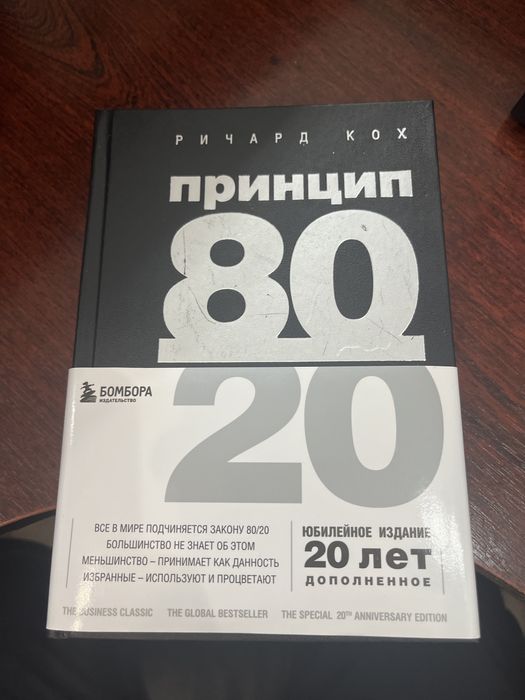 РИЧАРД КОХ
принцип
80
20
БОМБОРА
ИЗДАТЕЛЬСТВО
ВСЕ В МИРЕ ПОДЧИНЯЕТСЯ ЗАКОНУ 80/20
БОЛЬШИНСТВО НЕ ЗНАЕТ ОБ ЭТОМ
МЕНЬШИНСТВО – ПРИНИМАЕТ КАК ДАННОСТЬ
ИЗБРАННЫЕ – ИСПОЛЬЗУЮТ И ПРОЦВЕТАЮТ
ЮБИЛЕЙНОЕ ИЗДАНИЕ
20 лет
ДОПОЛНЕННОЕ
THE BUSINESS CLASSIC THE GLOBAL BESTSELLER THE SPECIAL 20TH ANNIVERSARY EDITION